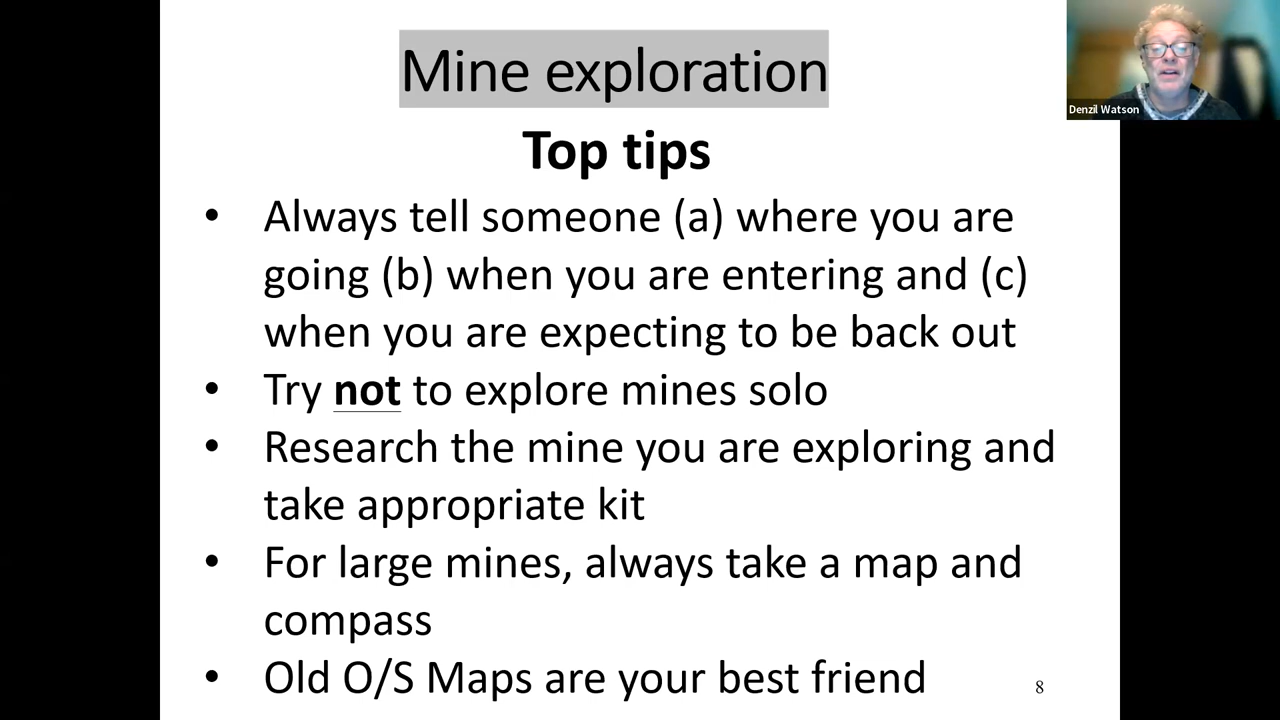 Mine exploration
Denzil Watson
Top tips
• Always tell someone (a) where you are
going (b) when you are entering and (c)
when you are expecting to be back out
• Try not to explore mines solo
• Research the mine you are exploring and
take appropriate kit
• For large mines, always take a map and
compass
• Old O/S Maps are your best friend
8